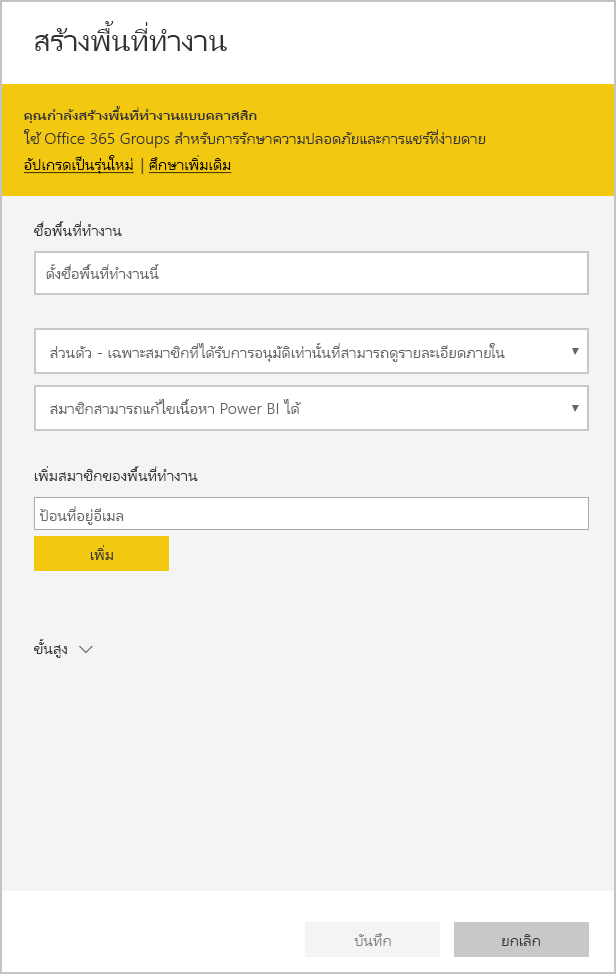 สร้างพื้นที่ทำงาน
คุณกำลังสร้างพื้นที่ทำงานแบบคลาสสิก
ใช้ Office 365 Groups สำหรับการรักษาความปลอดภัยและการแชร์ที่ง่ายดาย
อัปเกรดเป็นรุ่นใหม่ | ศึกษาเพิ่มเติม
ชื่อพื้นที่ทำงาน
ตั้งชื่อพื้นที่ทำงานนี้
ส่วนตัว - เฉพาะสมาชิกที่ได้รับการอนุมัติเท่านั้นที่สามารถดูรายละเอียดภายใน
สมาชิกสามารถแก้ไขเนื้อหา Power BI ได้
เพิ่มสมาชิกของพื้นที่ทำงาน
ป้อนที่อยู่อีเมล
เพิ่ม
ขั้นสูง
บันทึก
ยกเลิก